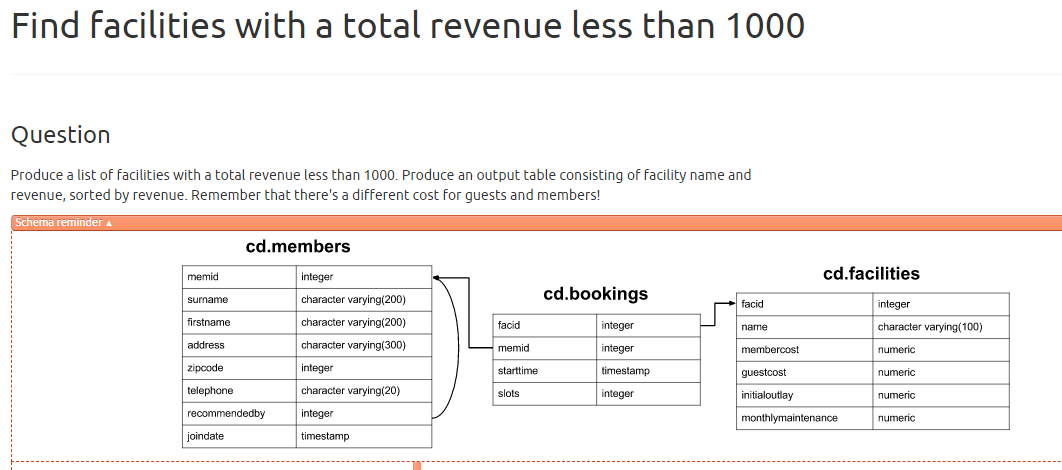 Find facilities with a total revenue less than 1000
Question
Produce a list of facilities with a total revenue less than 1000. Produce an output table consisting of facility name and
revenue, sorted by revenue. Remember that there's a different cost for guests and members!
Schema reminder ▲
cd.members
memid integer
surname character varying(200)
firstname character varying(200)
address character varying(300)
zipcode integer
telephone character varying(20)
recommendedby integer
joindate timestamp
cd.bookings
facid integer
memid integer
starttime timestamp
slots integer
cd.facilities
facid integer
name character varying(100)
membercost numeric
guestcost numeric
initialoutlay numeric
monthlymaintenance numeric